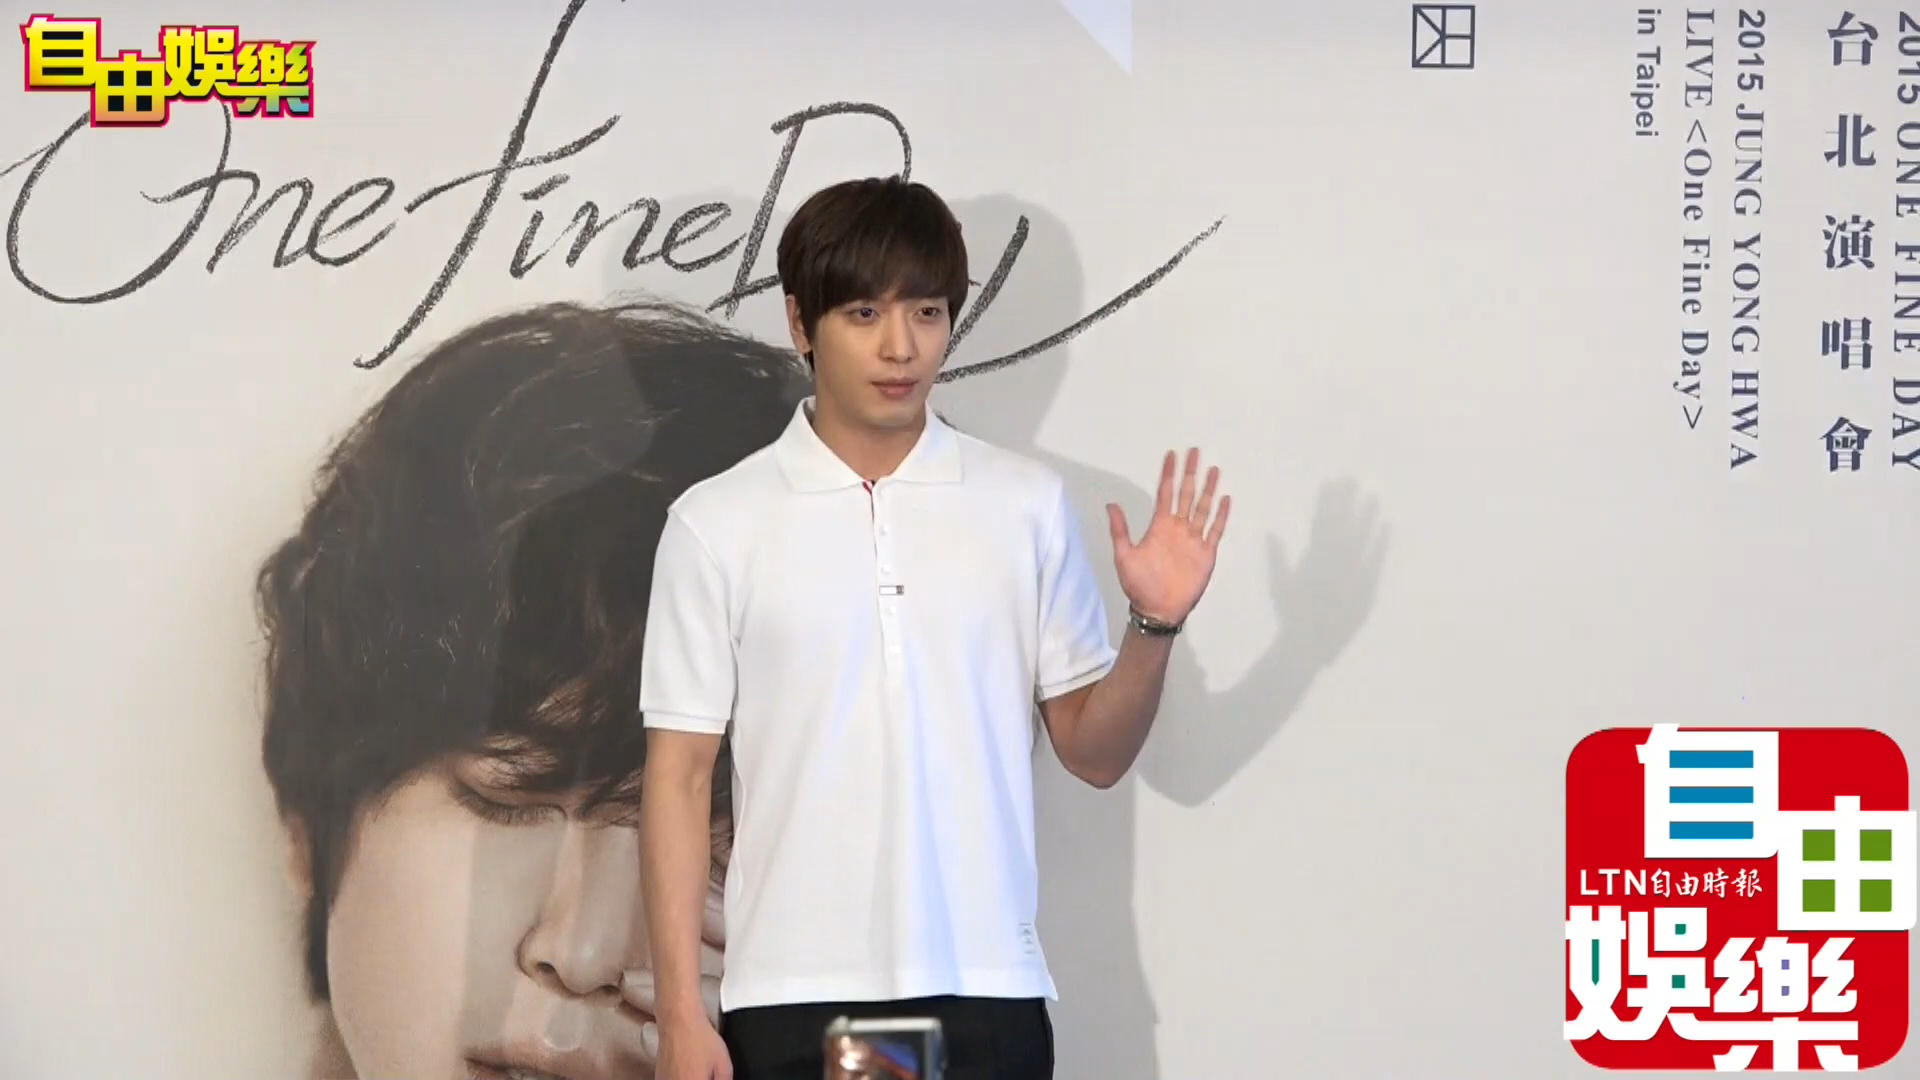 自由娛樂
One Fine Day
2015 ONE FINE DAY
台北演唱會
2015 JUNG YONG HWA
LIVE <One Fine Day>
in Taipei
自由
LTN自由時報
娛樂